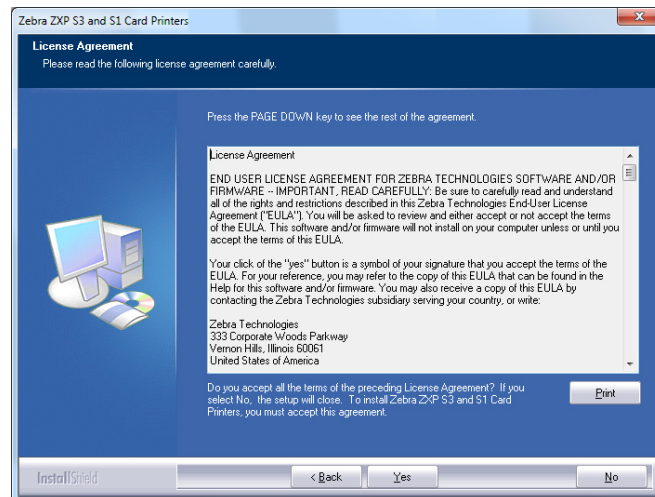 Zebra ZXP S3 and S1 Card Printers
License Agreement
Please read the following license agreement carefully.
Press the PAGE DOWN key to see the rest of the agreement.
License Agreement
END USER LICENSE AGREEMENT FOR ZEBRA TECHNOLOGIES SOFTWARE AND/OR
FIRMWARE -- IMPORTANT, READ CAREFULLY: Be sure to carefully read and understand
all of the rights and restrictions described in this Zebra Technologies End-User License
Agreement ("EULA"). You will be asked to review and either accept or not accept the terms
of the EULA. This software and/or firmware will not install on your computer unless or until you
accept the terms of this EULA.
Your click of the "yes" button is a symbol of your signature that you accept the terms of the
EULA. For your reference, you may refer to the copy of this EULA that can be found in the
Help for this software and/or firmware. You may also receive a copy of this EULA by
contacting the Zebra Technologies subsidiary serving your country, or write:
Zebra Technologies
333 Corporate Woods Parkway
Vernon Hills, Illinois 60061
United States of America
Do you accept all the terms of the preceding License Agreement? If you
select No, the setup will close. To install Zebra ZXP S3 and S1 Card
Printers, you must accept this agreement.
Print
InstallShield
< Back
Yes
No